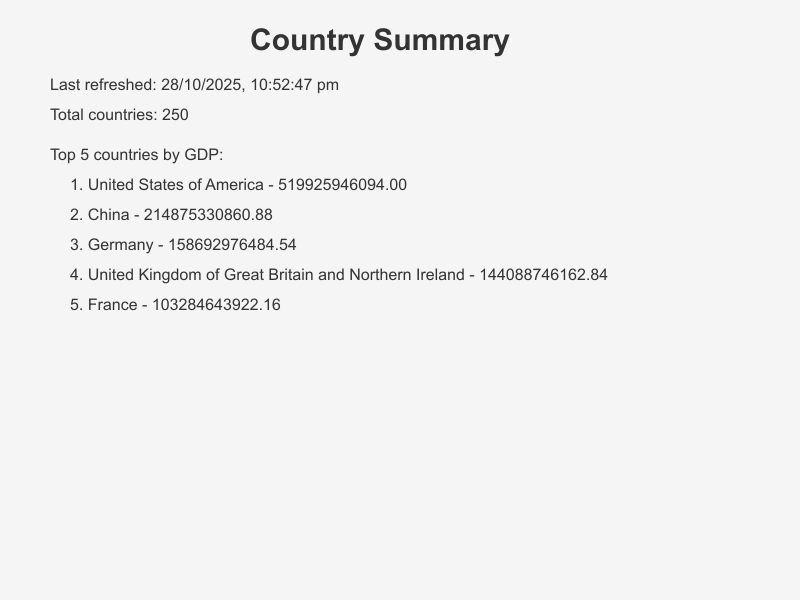 Country Summary
Last refreshed: 28/10/2025, 10:52:47 pm
Total countries: 250
Top 5 countries by GDP:
1. United States of America - 519925946094.00
2. China - 214875330860.88
3. Germany - 158692976484.54
4. United Kingdom of Great Britain and Northern Ireland - 144088746162.84
5. France - 103284643922.16